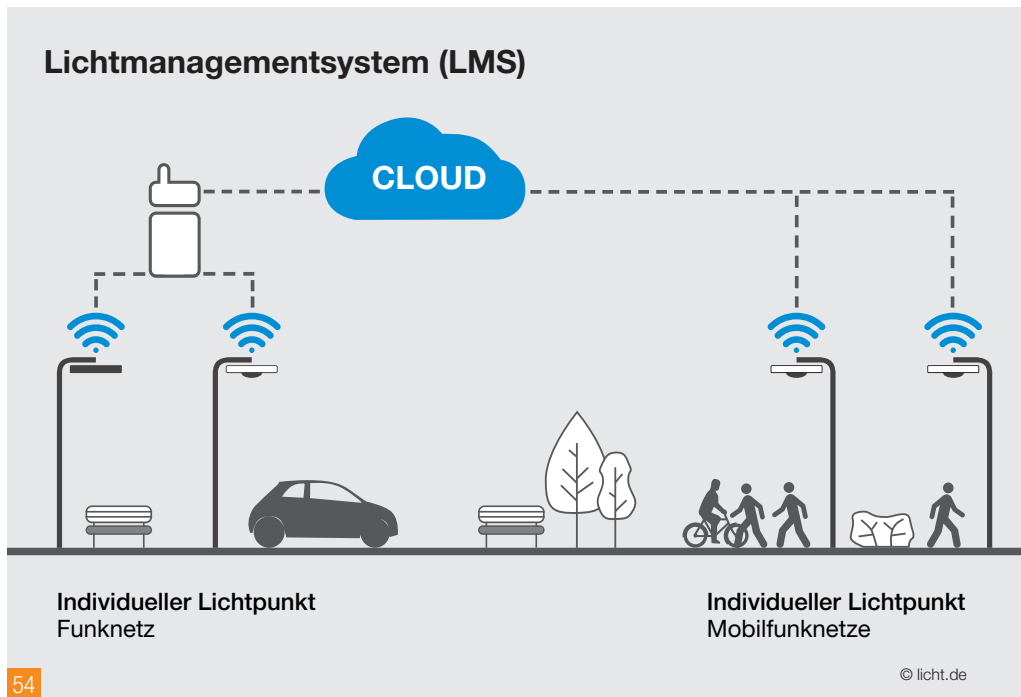 Lichtmanagementsystem (LMS)
CLOUD
Individueller Lichtpunkt
Funknetz
Individueller Lichtpunkt
Mobilfunknetze
54
© licht.de